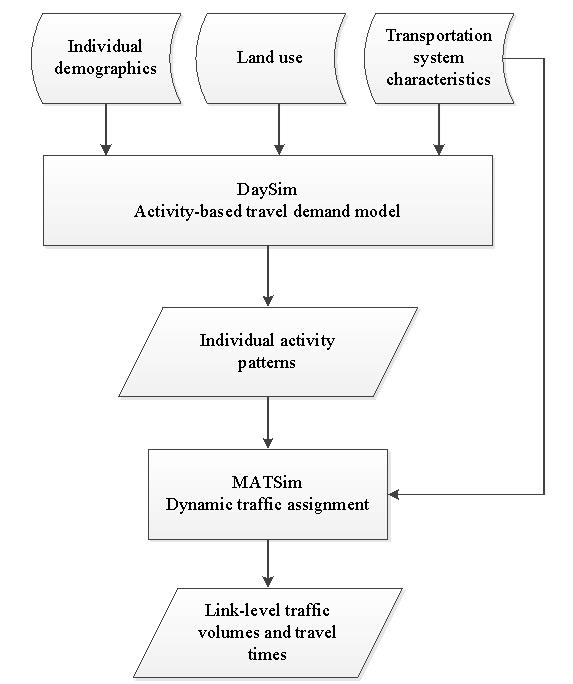 Individual
demographics
Land use
Transportation
system
characteristics
DaySim
Activity-based travel demand model
Individual activity
patterns
MATSim
Dynamic traffic assignment
Link-level traffic
volumes and travel
times